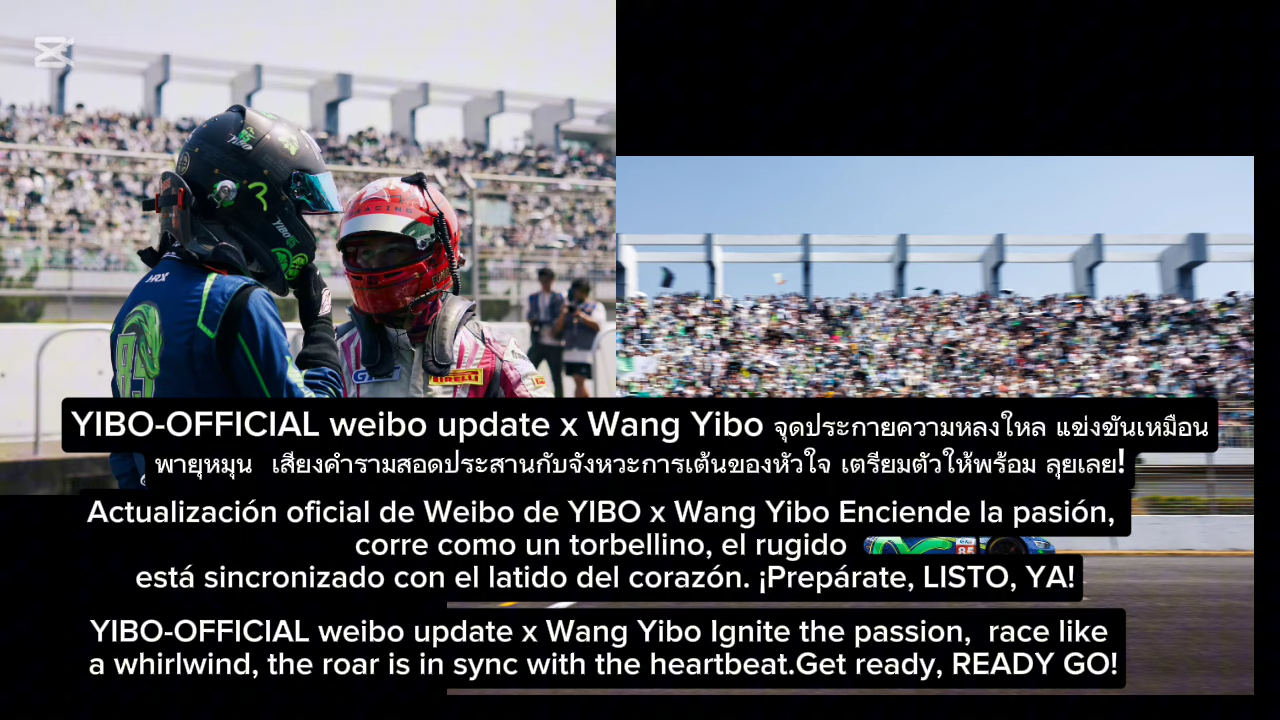 YIBO
YIBO85
RACING
HRX
85
PIRELLI
YIBO-OFFICIAL weibo update x Wang Yibo จุดประกายความหลงใหล แข่งขันเหมือน
พายุหมุน เสียงคำรามสอดประสานกับจังหวะการเต้นของหัวใจ เตรียมตัวให้พร้อม ลุยเลย!
Actualización oficial de Weibo de YIBO x Wang Yibo Enciende la pasión,
corre como un torbellino, el rugido
85
está sincronizado con el latido del corazón. ¡Prepárate, LISTO, YA!
YIBO-OFFICIAL weibo update x Wang Yibo Ignite the passion, race like
a whirlwind, the roar is in sync with the heartbeat.Get ready, READY GO!